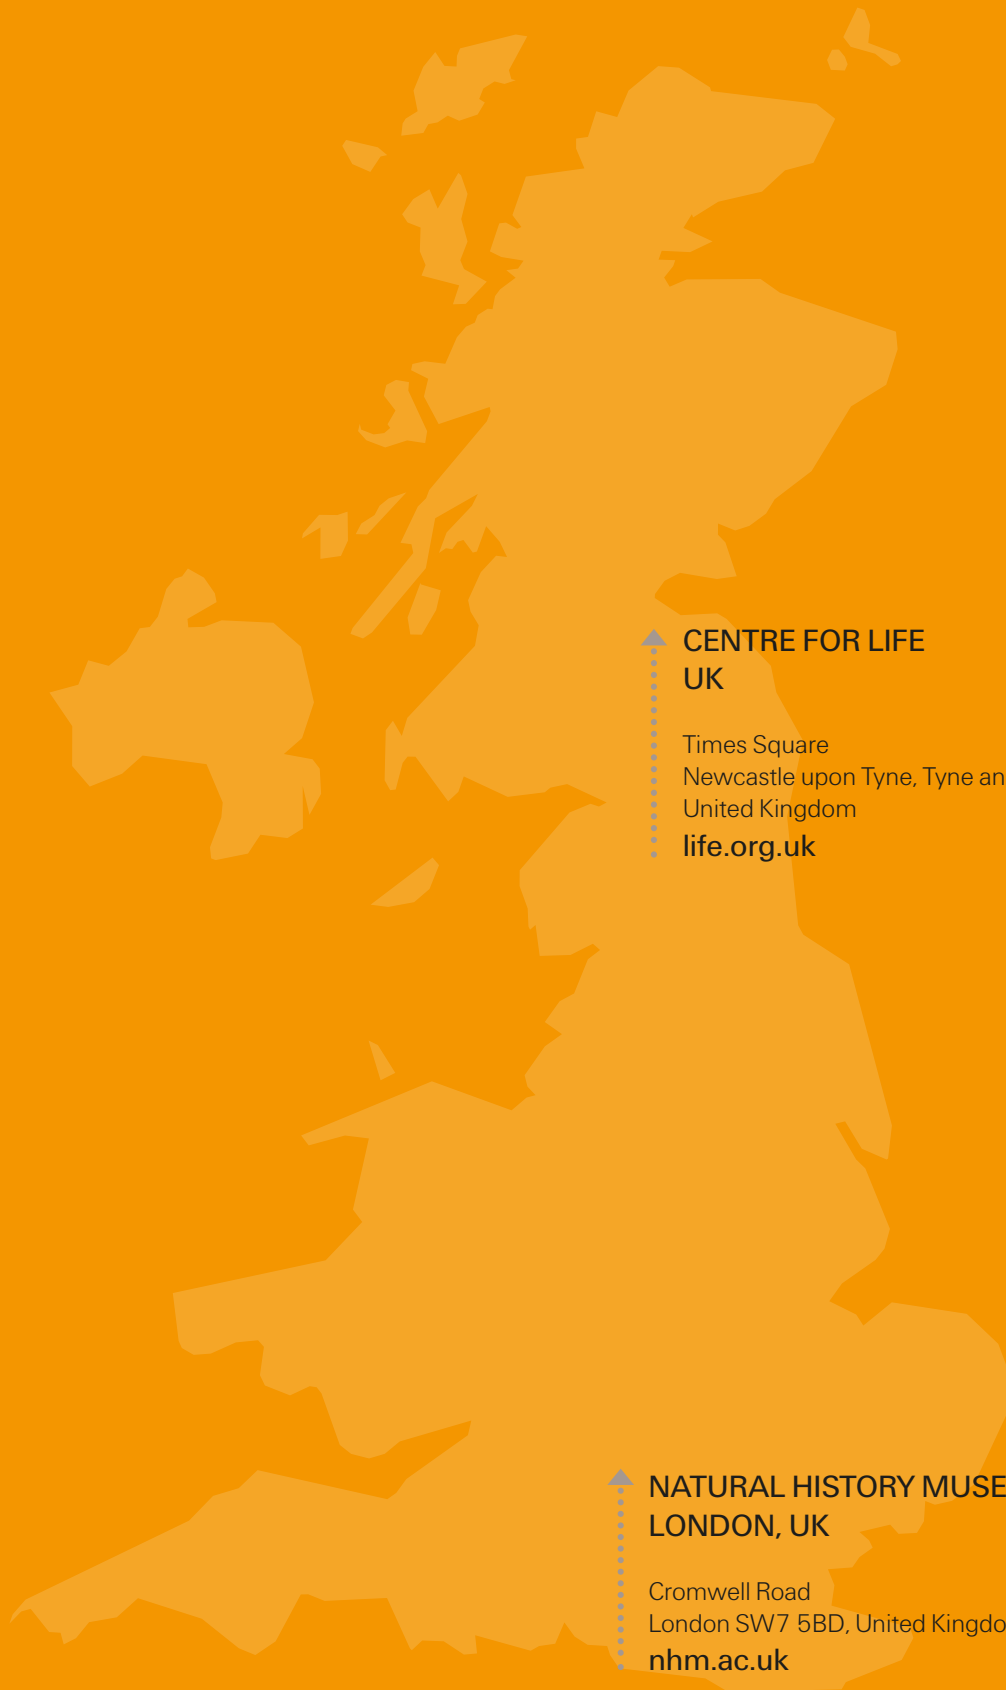 CENTRE FOR LIFE
UK
Times Square
Newcastle upon Tyne, Tyne an
United Kingdom
life.org.uk
NATURAL HISTORY MUSE
LONDON, UK
Cromwell Road
London SW7 5BD, United Kingdo
nhm.ac.uk